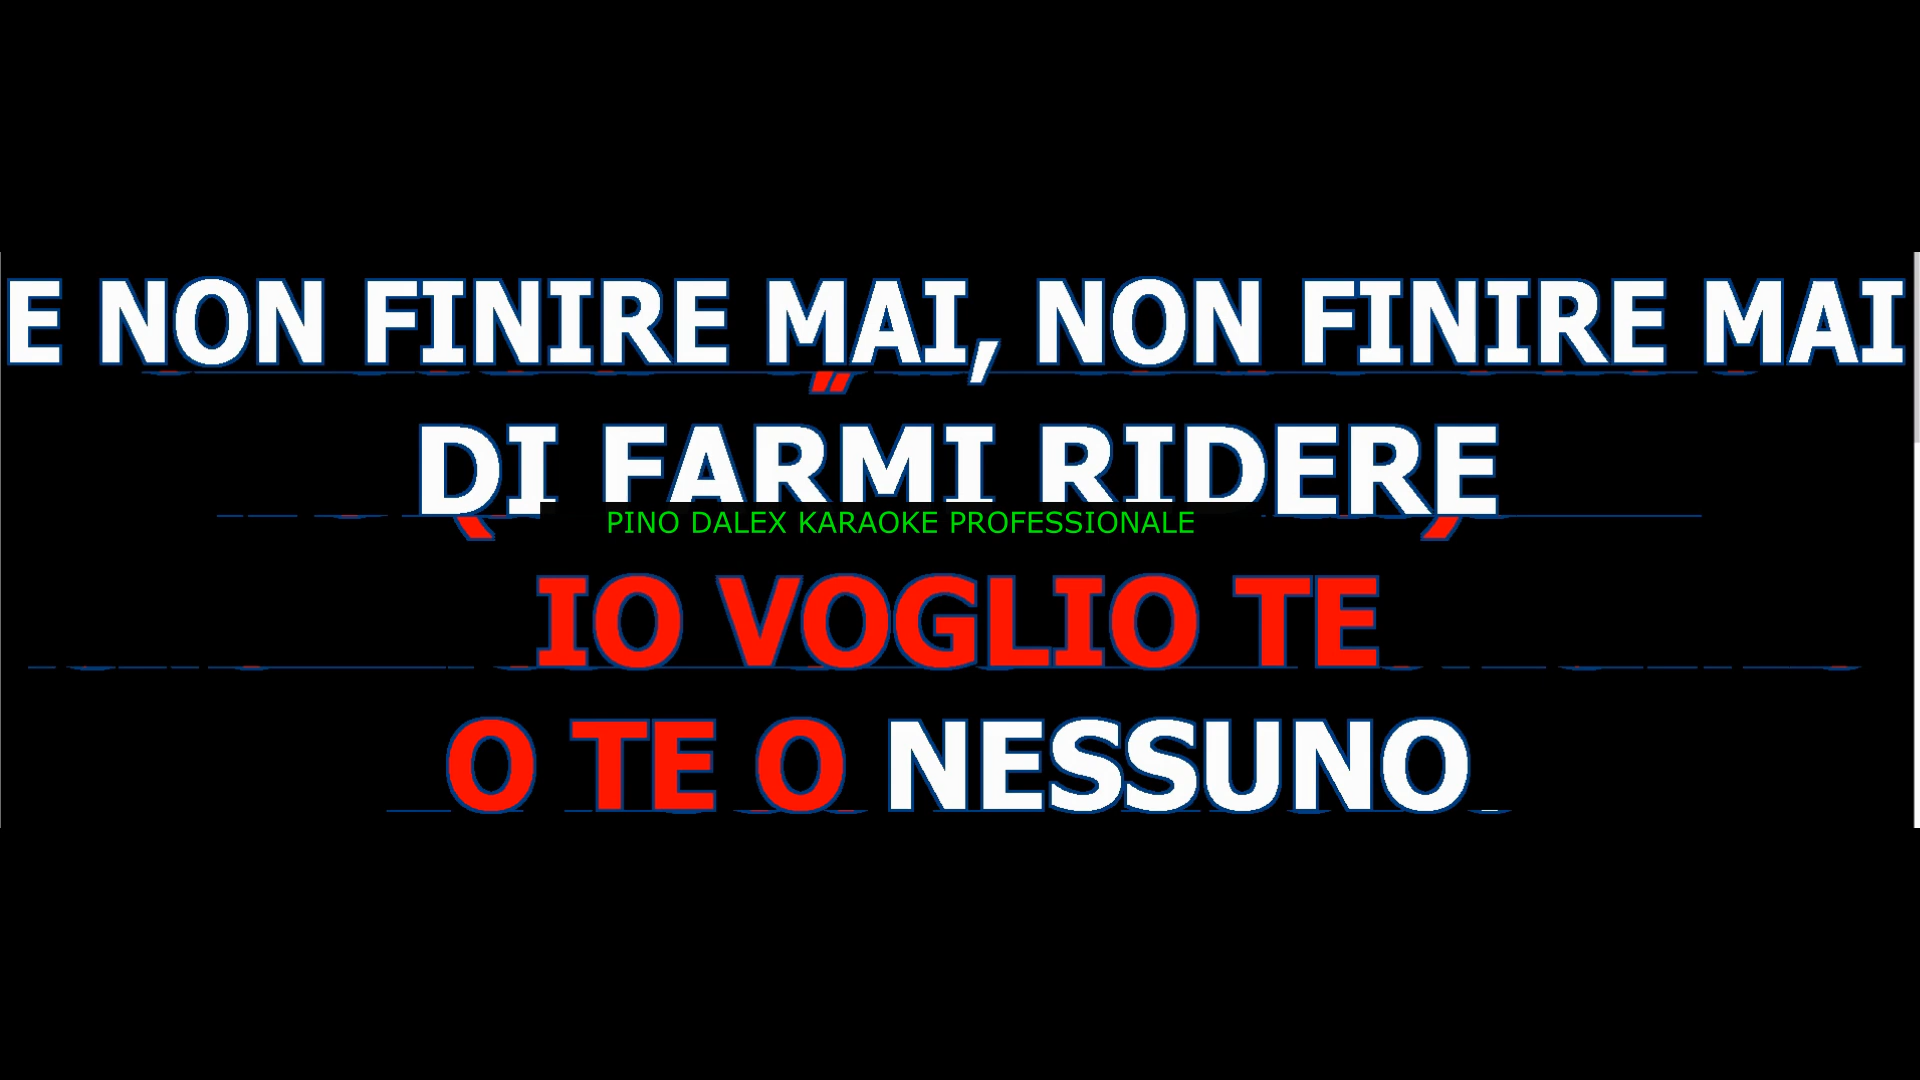 E NON FINIRE MAI, NON FINIRE MAI
DI FARMI RIDERE
PINO DALEX KARAOKE PROFESSIONALE
IO VOGLIO TE
O TE O NESSUNO